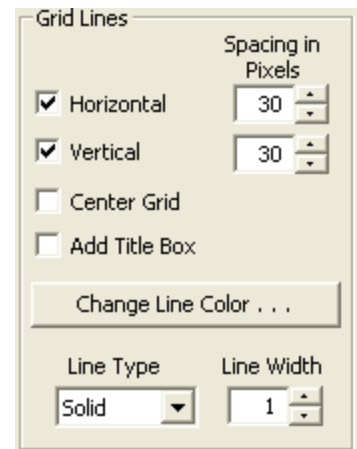 Grid Lines
Spacing in
Pixels
Horizontal 30
Vertical 30
Center Grid
Add Title Box
Change Line Color . . .
Line Type Line Width
Solid 1